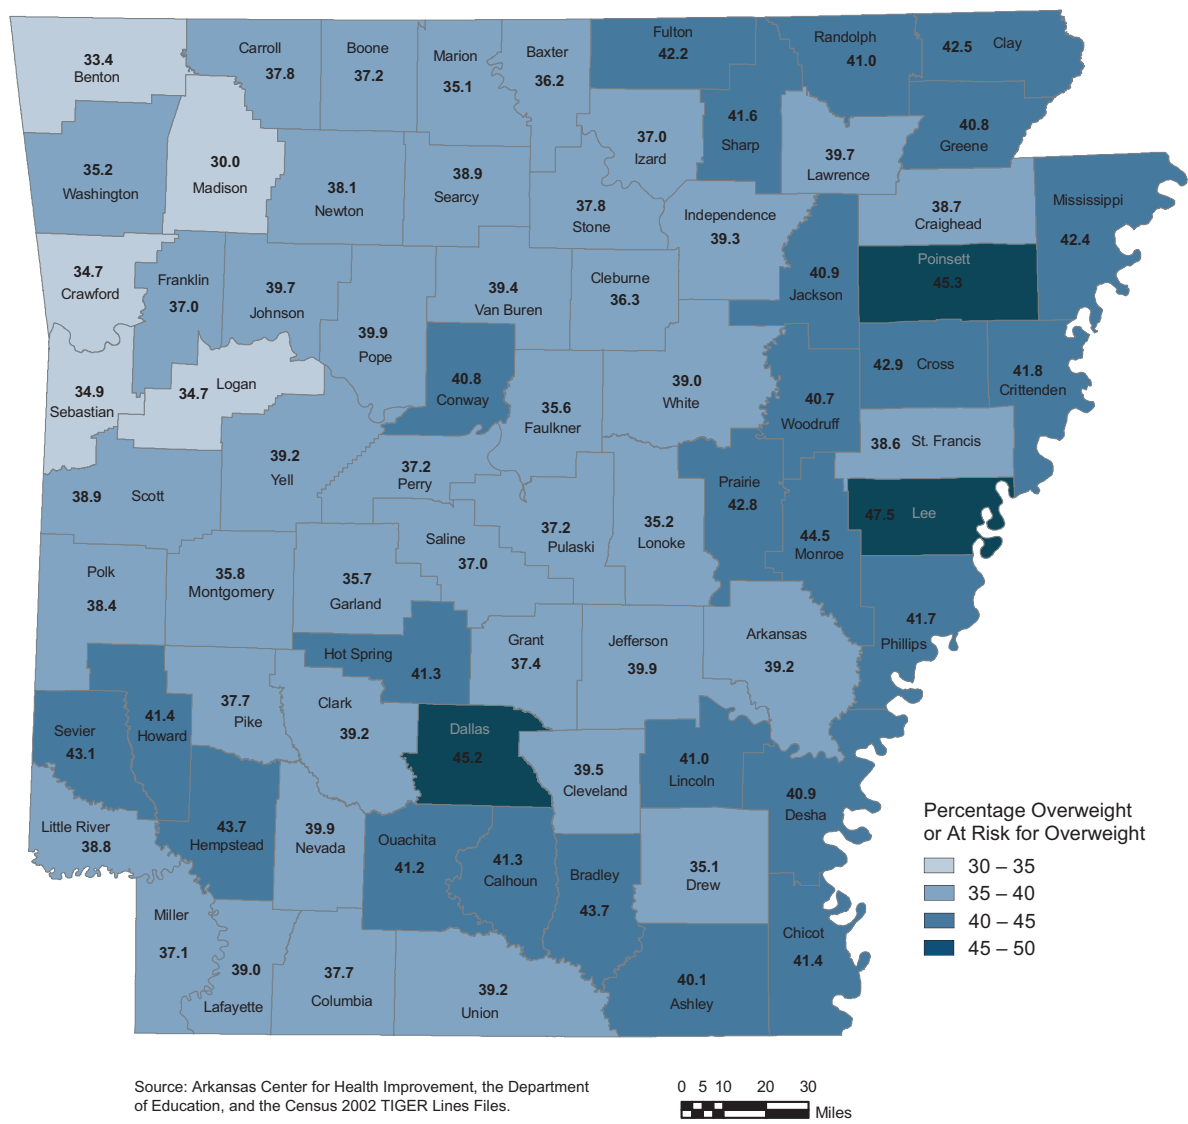 33.4
Benton
Carroll
37.8
Boone
37.2
Marion
35.1
Baxter
36.2
Fulton
42.2
Randolph
41.0
42.5 Clay
35.2
Washington
30.0
Madison
38.1
Newton
38.9
Searcy
37.8
Stone
37.0
Izard
41.6
Sharp
39.7
Lawrence
40.8
Greene
34.7
Crawford
Franklin
37.0
39.7
Johnson
39.9
Pope
39.4
Van Buren
Cleburne
36.3
Independence
39.3
40.9
Jackson
38.7
Craighead
Mississippi
42.4
Poinsett
45.3
34.9
Sebastian
Logan
34.7
40.8
Conway
35.6
Faulkner
39.0
White
40.7
Woodruff
42.9 Cross
41.8
Crittenden
38.6 St. Francis
38.9 Scott
39.2
Yell
37.2
Perry
Saline
37.0
37.2
Pulaski
35.2
Lonoke
Prairie
42.8
44.5
Monroe
47.5 Lee
Polk
38.4
35.8
Montgomery
35.7
Garland
Hot Spring
41.3
Grant
37.4
Jefferson
39.9
Arkansas
39.2
41.7
Phillips
Sevier
43.1
41.4
Howard
37.7
Pike
Clark
39.2
Dallas
45.2
39.5
Cleveland
41.0
Lincoln
40.9
Desha
Little River
38.8
43.7
Hempstead
39.9
Nevada
Ouachita
41.2
41.3
Calhoun
Bradley
43.7
35.1
Drew
Miller
37.1
39.0
Lafayette
37.7
Columbia
39.2
Union
40.1
Ashley
Chicot
41.4
Percentage Overweight
or At Risk for Overweight
30 – 35
35 – 40
40 – 45
45 – 50
Source: Arkansas Center for Health Improvement, the Department
of Education, and the Census 2002 TIGER Lines Files.
0 5 10 20 30
Miles